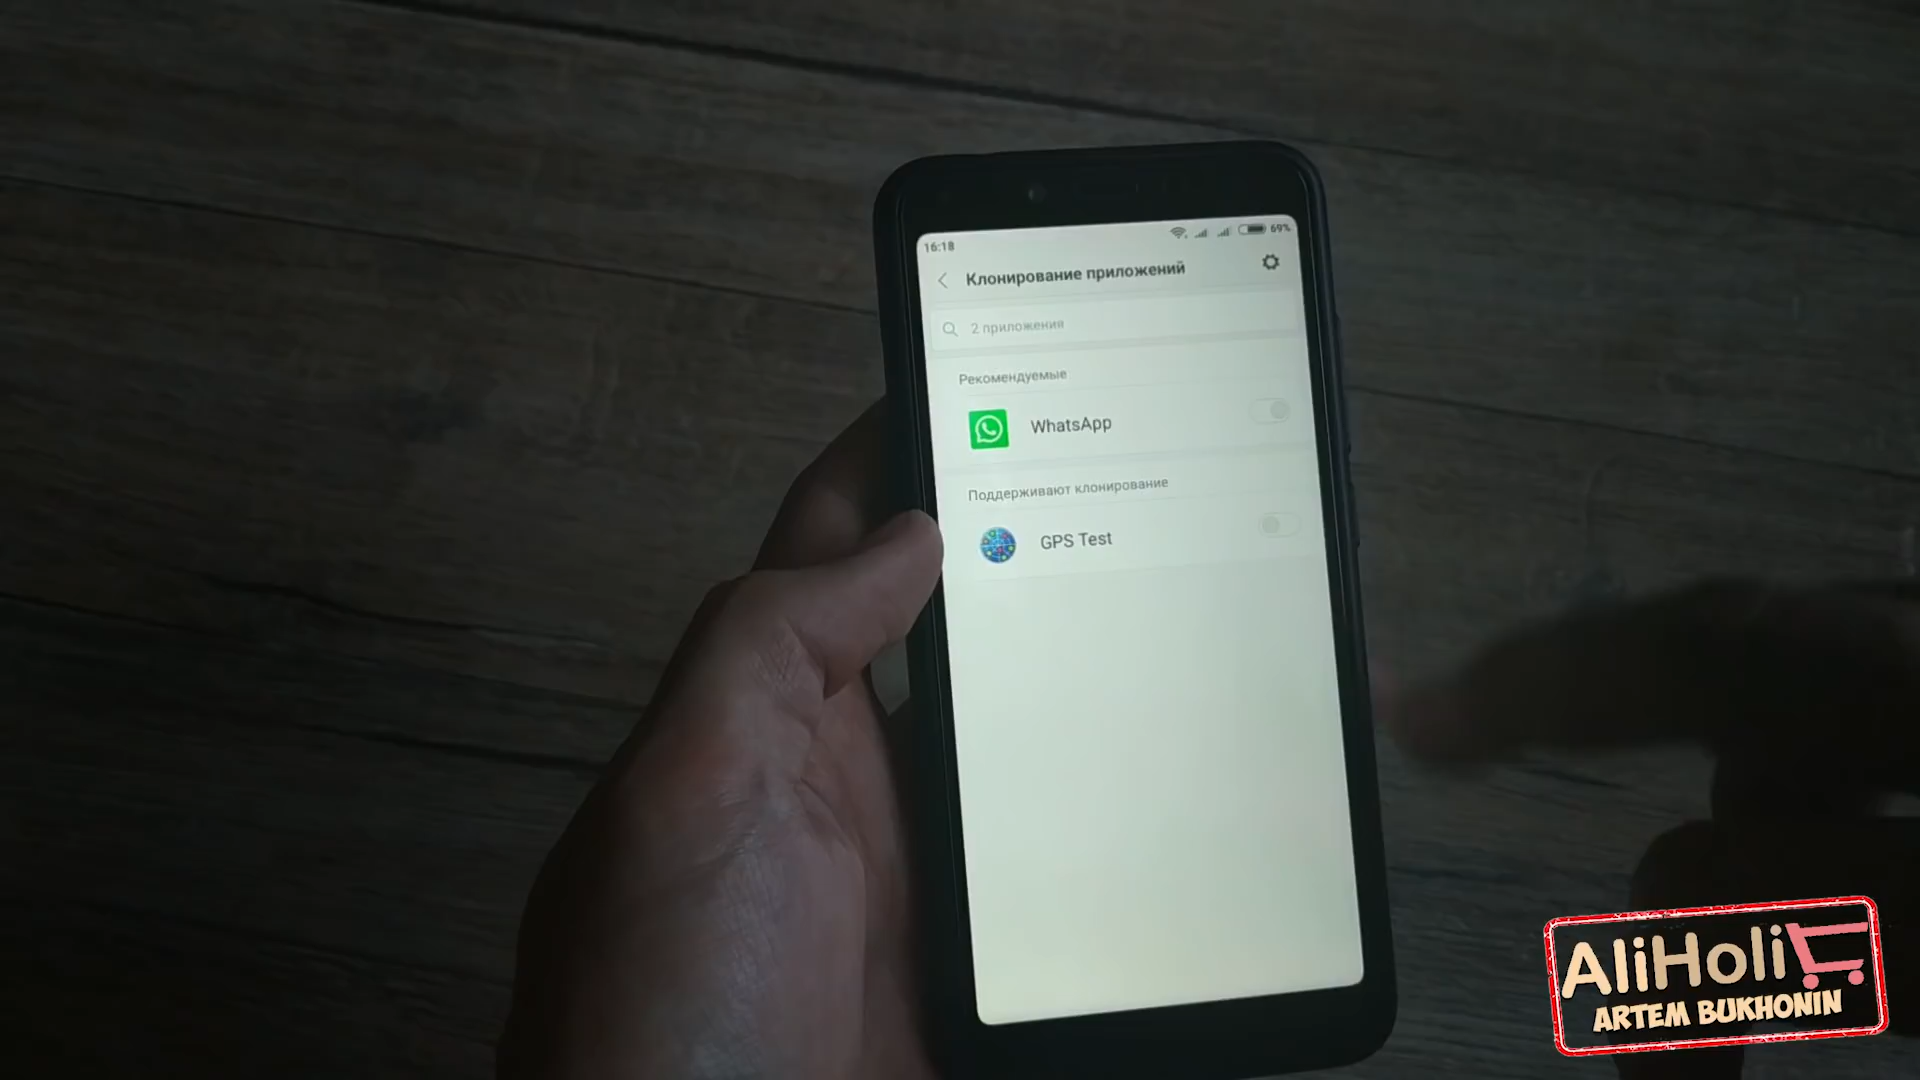 16:18
69%
Клонирование приложений
2 приложения
Рекомендуемые
WhatsApp
Поддерживают клонирование
GPS Test
AliHoli
ARTEM BUKHONIN